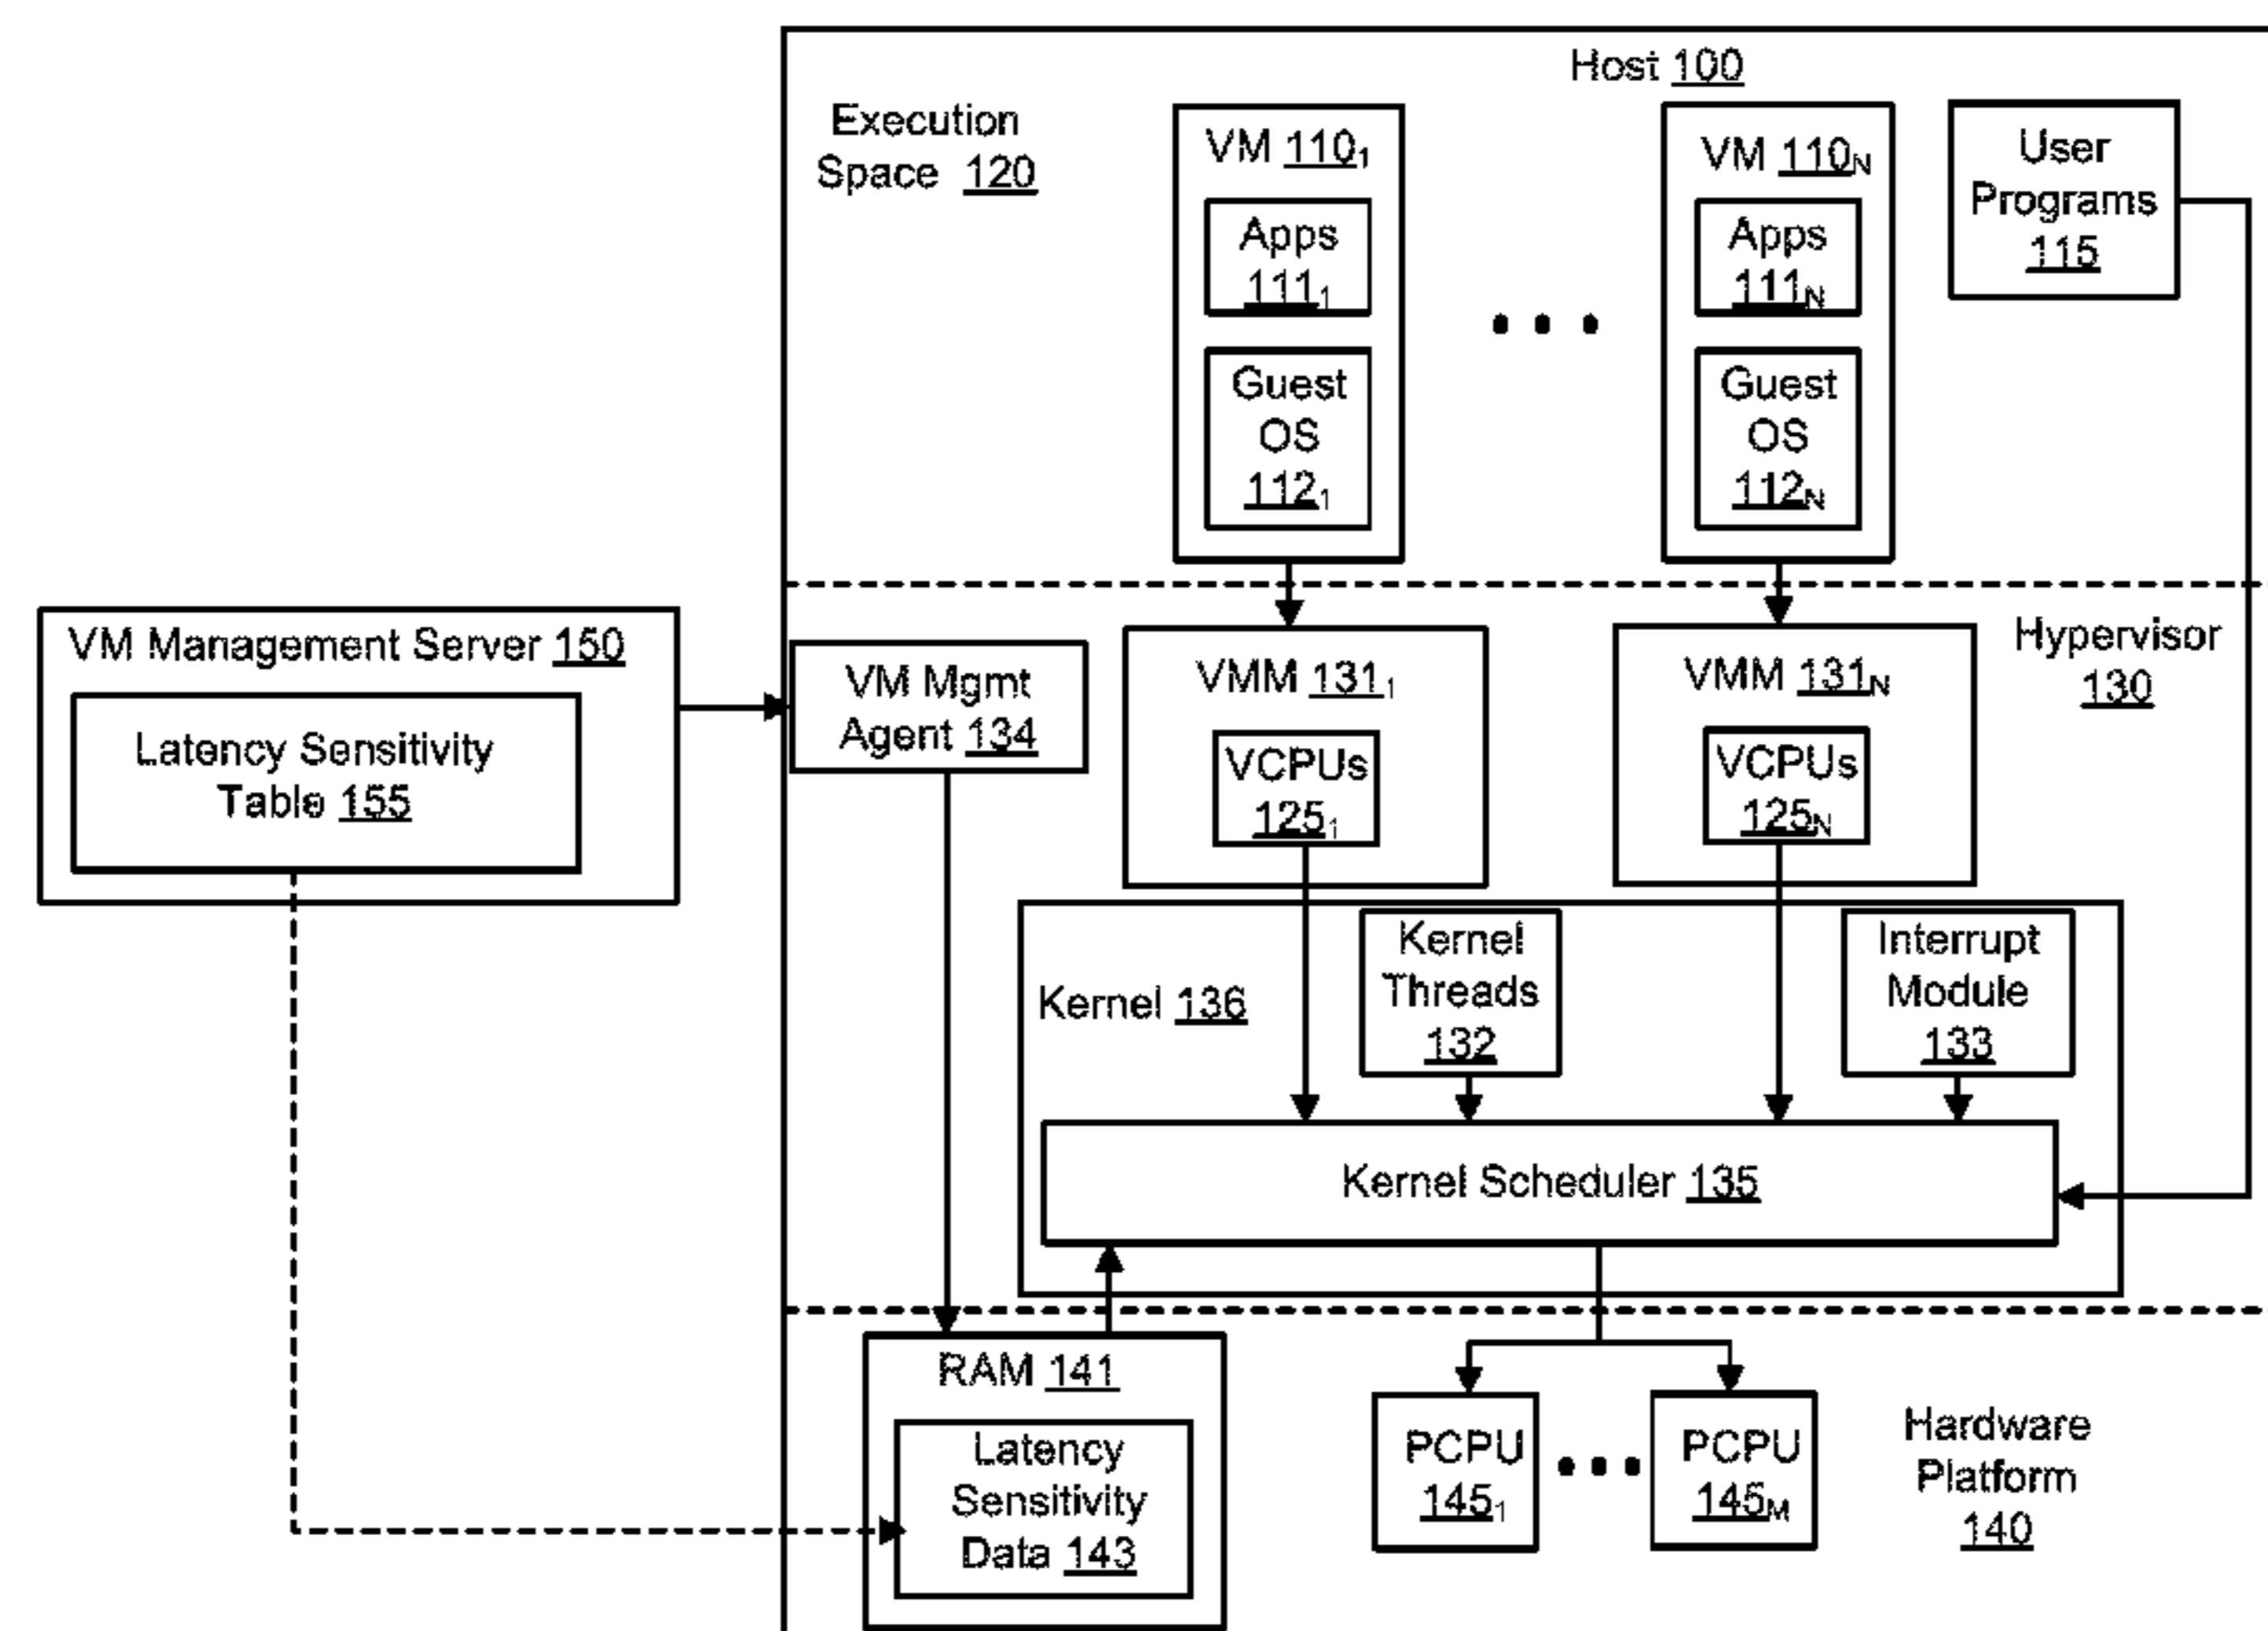 Host 100
Execution
Space 120
VM 110₁
Apps
111₁
Guest
OS
112₁
VM 110N
Apps
111N
Guest
OS
112N
User
Programs
115
VM Management Server 150
Latency Sensitivity
Table 155
VM Mgmt
Agent 134
VMM 131₁
VCPUs
125₁
VMM 131N
VCPUs
125N
Hypervisor
130
Kernel 136
Kernel
Threads
132
Interrupt
Module
133
Kernel Scheduler 135
RAM 141
Latency
Sensitivity
Data 143
PCPU
145₁
PCPU
145M
Hardware
Platform
140